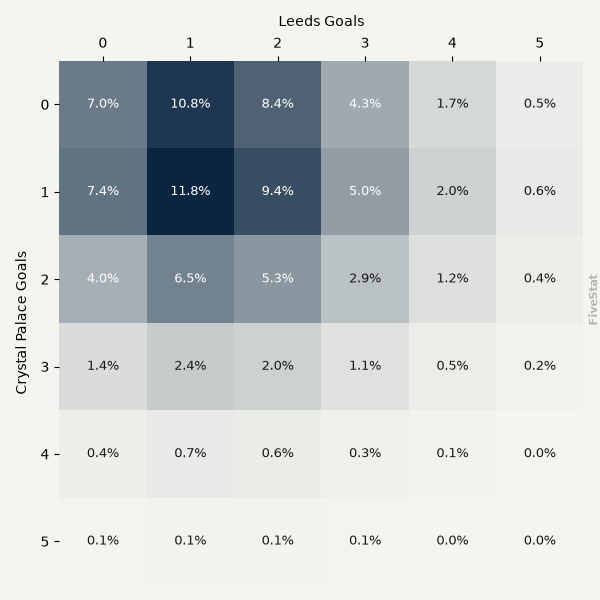 Leeds Goals
0 1 2 3 4 5
0 7.0% 10.8% 8.4% 4.3% 1.7% 0.5%
1 7.4% 11.8% 9.4% 5.0% 2.0% 0.6%
2 4.0% 6.5% 5.3% 2.9% 1.2% 0.4%
3 1.4% 2.4% 2.0% 1.1% 0.5% 0.2%
4 0.4% 0.7% 0.6% 0.3% 0.1% 0.0%
5 0.1% 0.1% 0.1% 0.1% 0.0% 0.0%
Crystal Palace Goals
FiveStat